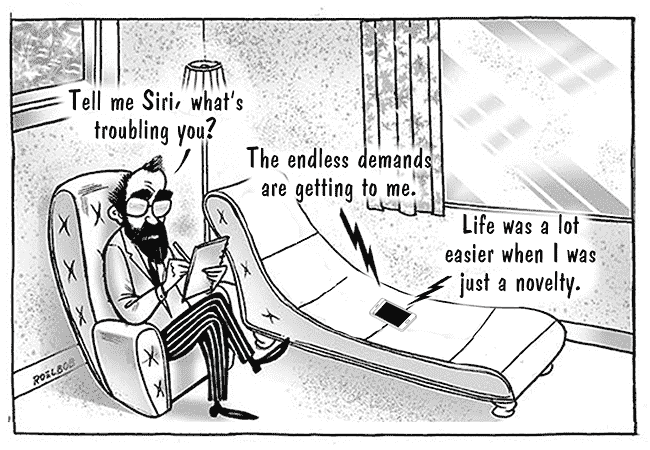 Tell me Siri, what's
troubling you?
The endless demands
are getting to me.
Life was a lot
easier when I was
just a novelty.
ROZLBOB